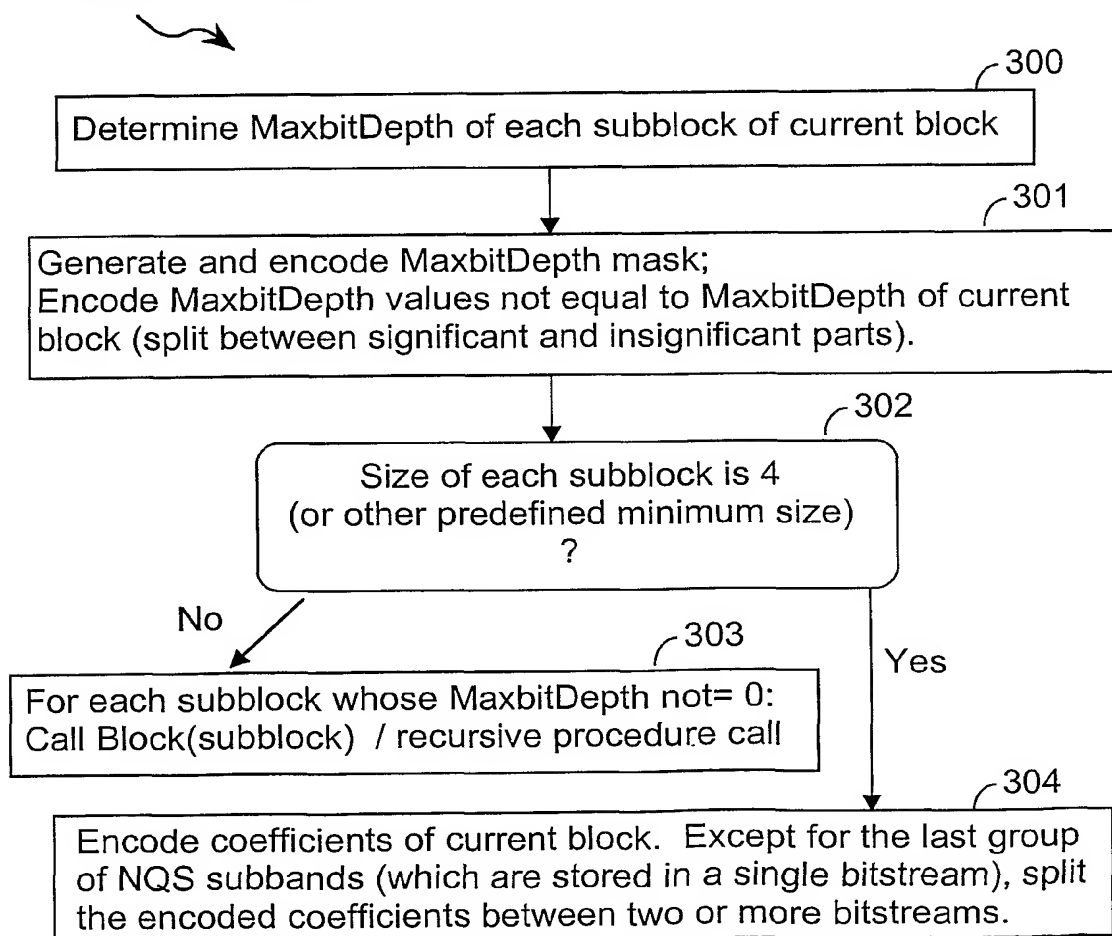 300
Determine MaxbitDepth of each subblock of current block
301
Generate and encode MaxbitDepth mask;
Encode MaxbitDepth values not equal to MaxbitDepth of current
block (split between significant and insignificant parts).
302
Size of each subblock is 4
(or other predefined minimum size)
?
No
Yes
303
For each subblock whose MaxbitDepth not= 0:
Call Block(subblock) / recursive procedure call
304
Encode coefficients of current block. Except for the last group
of NQS subbands (which are stored in a single bitstream), split
the encoded coefficients between two or more bitstreams.